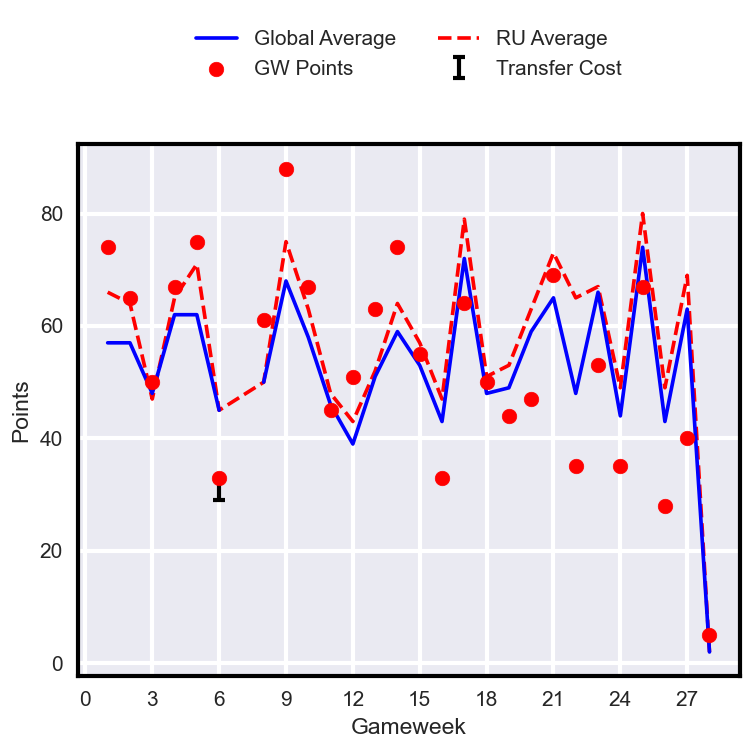 Global Average RU Average
GW Points Transfer Cost
80
60
40
20
0
Points
0 3 6 9 12 15 18 21 24 27
Gameweek